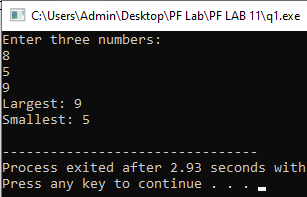 C:\Users\Admin\Desktop\PF Lab\PF LAB 11\q1.exe
Enter three numbers:
8
5
9
Largest: 9
Smallest: 5
--------------------------------
Process exited after 2.93 seconds with
Press any key to continue . . .